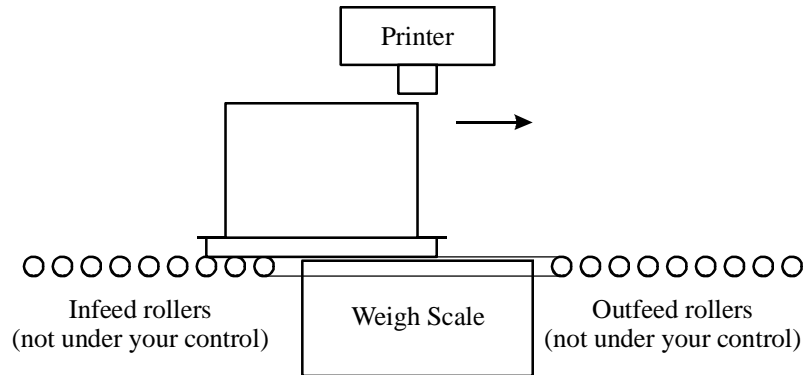 Printer
Infeed rollers
(not under your control)
Weigh Scale
Outfeed rollers
(not under your control)